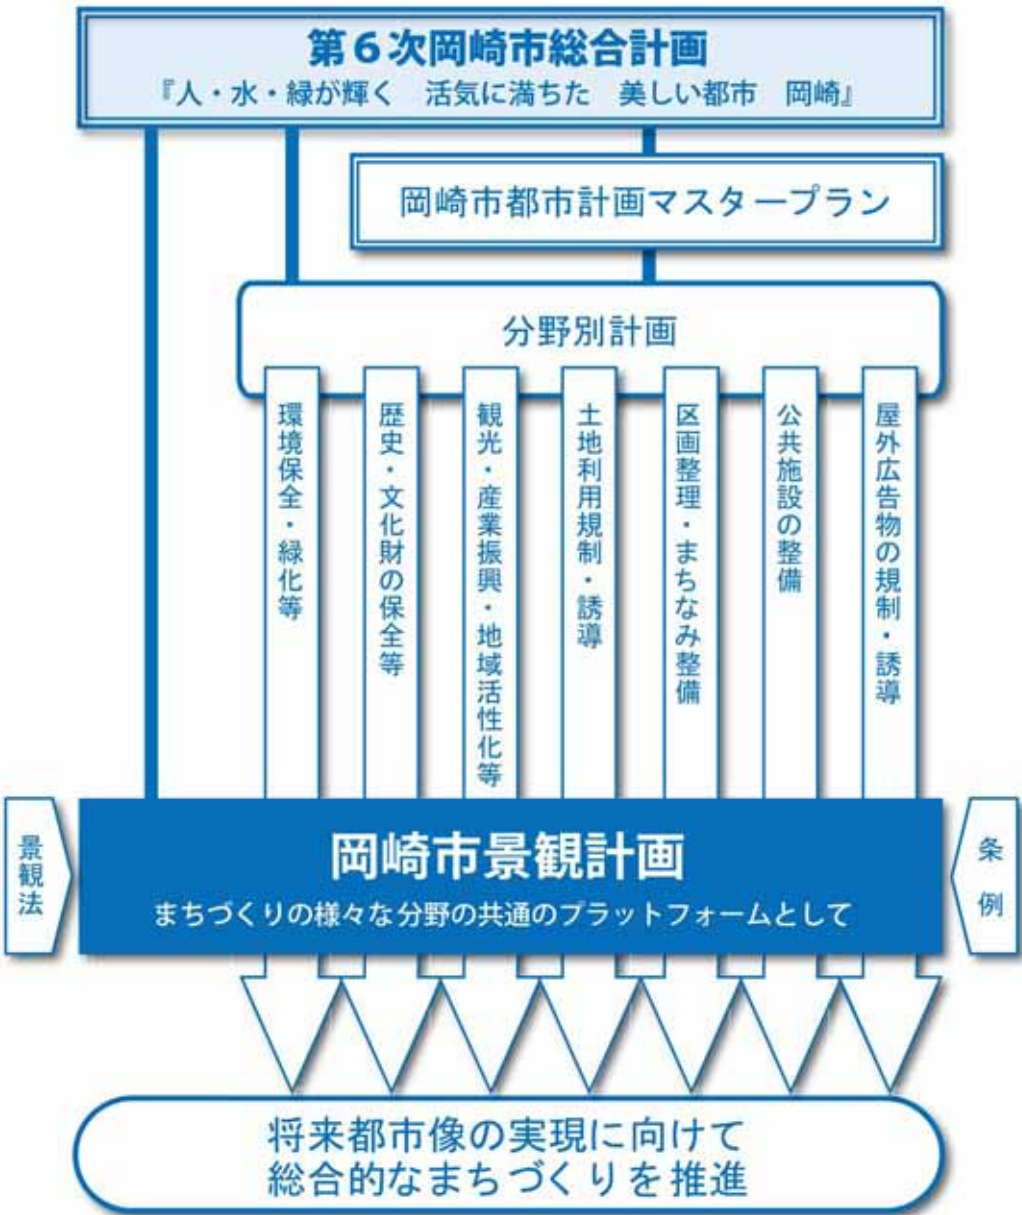 第6次岡崎市総合計画
『人・水・緑が輝く　活気に満ちた　美しい都市　岡崎』
岡崎市都市計画マスタープラン
分野別計画
環境保全・緑化等
歴史・文化財の保全等
観光・産業振興・地域活性化等
土地利用規制・誘導
区画整理・まちなみ整備
公共施設の整備
屋外広告物の規制・誘導
景観法
岡崎市景観計画
まちづくりの様々な分野の共通のプラットフォームとして
条例
将来都市像の実現に向けて
総合的なまちづくりを推進